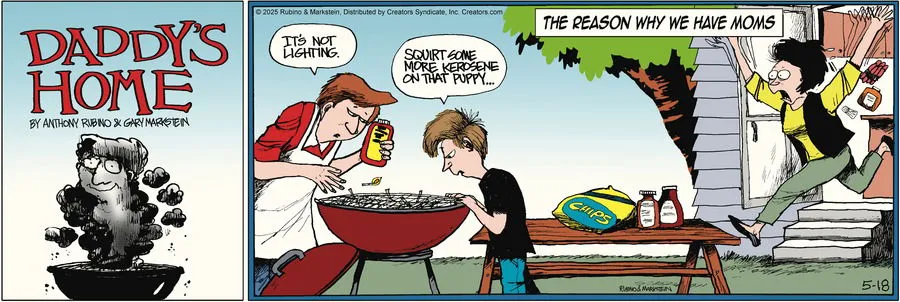 DADDY'S
HOME
BY ANTHONY RUBINO & GARY MARKSTEIN
© 2025 Rubino & Markstein, Distributed by Creators Syndicate, Inc. Creators.com
THE REASON WHY WE HAVE MOMS
IT'S NOT
LIGHTING.
SQUIRT SOME
MORE KEROSENE
ON THAT PUPPY...
CHIPS
RUBINO & MARKSTEIN
5-18